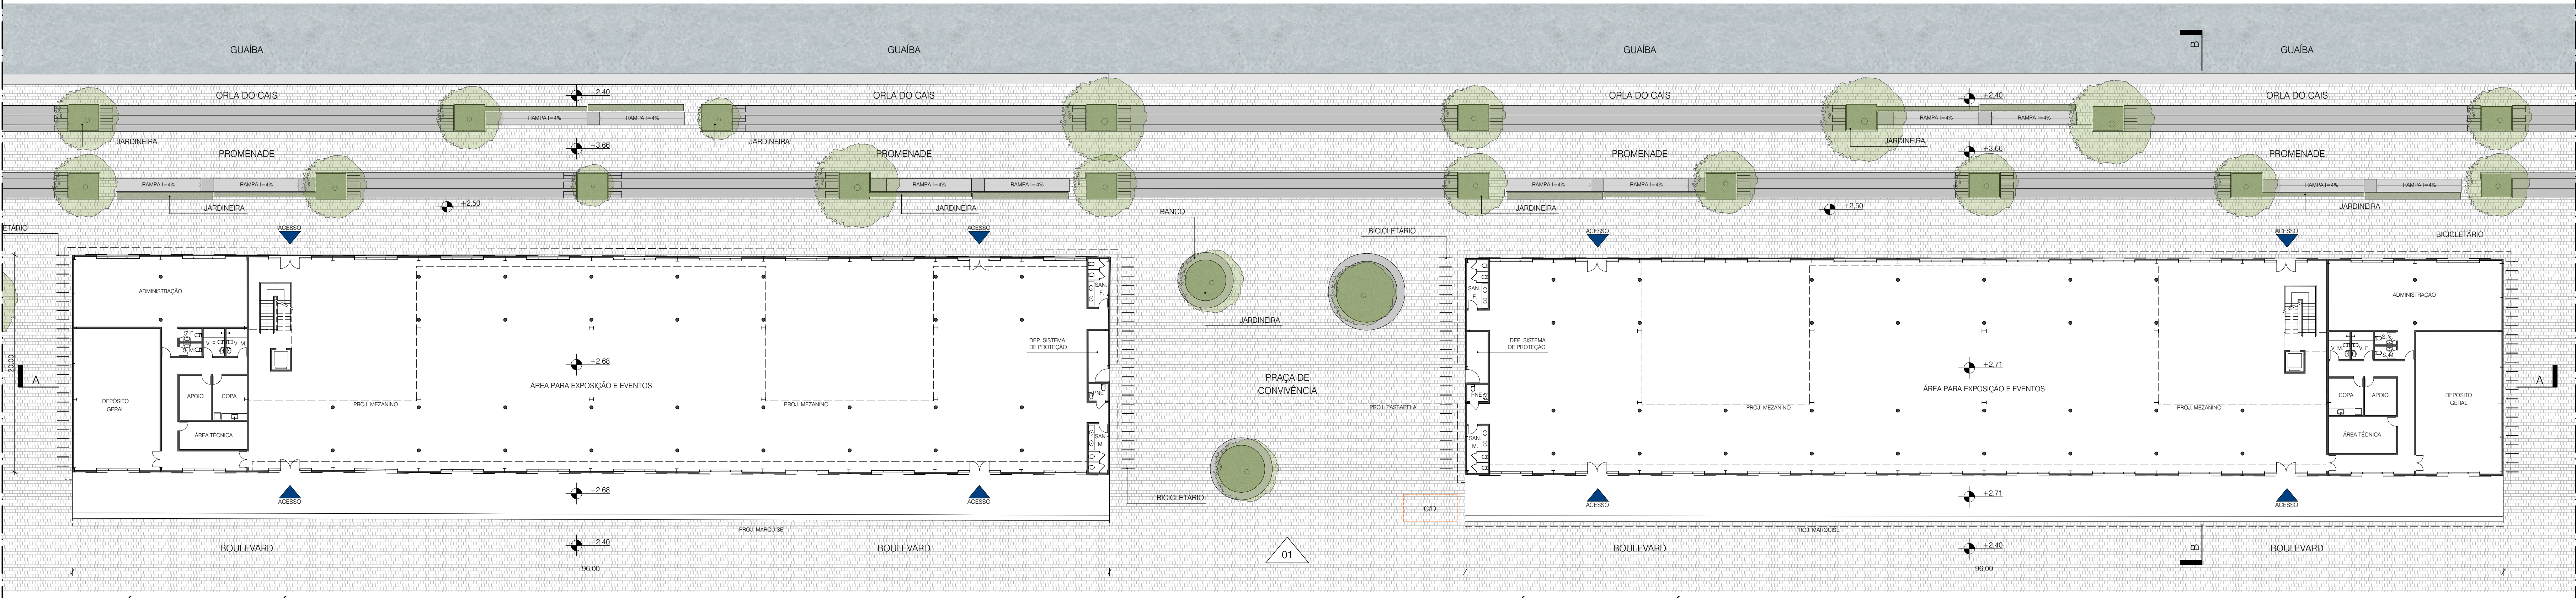 GUAÍBA
GUAÍBA
GUAÍBA
GUAÍBA
B
ORLA DO CAIS
+2,40
ORLA DO CAIS
ORLA DO CAIS
+2,40
ORLA DO CAIS
RAMPA I=4%
RAMPA I=4%
RAMPA I=4%
RAMPA I=4%
JARDINEIRA
JARDINEIRA
JARDINEIRA
PROMENADE
+3,66
PROMENADE
PROMENADE
+3,66
PROMENADE
RAMPA I=4%
RAMPA I=4%
RAMPA I=4%
RAMPA I=4%
RAMPA I=4%
RAMPA I=4%
RAMPA I=4%
RAMPA I=4%
JARDINEIRA
+2,50
JARDINEIRA
JARDINEIRA
+2,50
JARDINEIRA
BANCO
ETÁRIO
ACESSO
ACESSO
BICICLETÁRIO
ACESSO
ACESSO
BICICLETÁRIO
ADMINISTRAÇÃO
SAN
F.
JARDINEIRA
SAN
F.
ADMINISTRAÇÃO
S. F.
S. M.
V. F.
V. M.
DEP. SISTEMA
DE PROTEÇÃO
DEP. SISTEMA
DE PROTEÇÃO
V. M.
V. F.
S. F.
S. M.
20,00
A
+2,68
ÁREA PARA EXPOSIÇÃO E EVENTOS
PRAÇA DE
CONVIVÊNCIA
+2,71
ÁREA PARA EXPOSIÇÃO E EVENTOS
A
DEPÓSITO
GERAL
APOIO
COPA
PROJ. MEZANINO
PROJ. MEZANINO
PNE
PROJ. PASSARELA
PNE
PROJ. MEZANINO
PROJ. MEZANINO
COPA
APOIO
DEPÓSITO
GERAL
ÁREA TÉCNICA
SAN
M.
SAN
M.
ÁREA TÉCNICA
ACESSO
+2,68
ACESSO
BICICLETÁRIO
C/D
ACESSO
+2,71
ACESSO
PROJ. MARQUISE
PROJ. MARQUISE
BOULEVARD
+2,40
BOULEVARD
01
BOULEVARD
+2,40
B
BOULEVARD
96,00
96,00